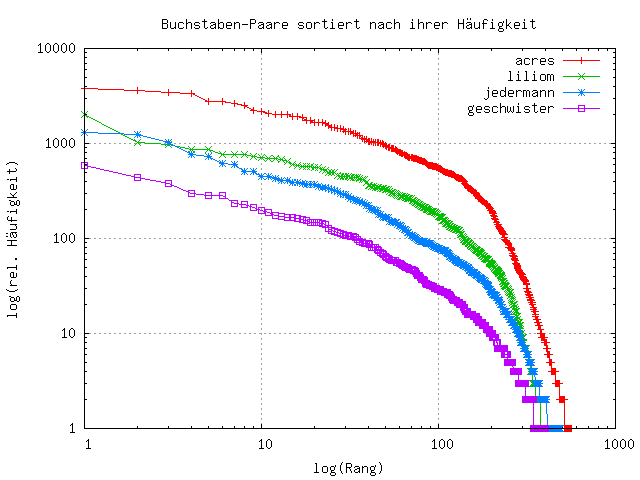 Buchstaben-Paare sortiert nach ihrer Häufigkeit
10000
1000
100
10
1
log(rel. Häufigkeit)
acres
liliom
jedermann
geschwister
1 10 100 1000
log(Rang)